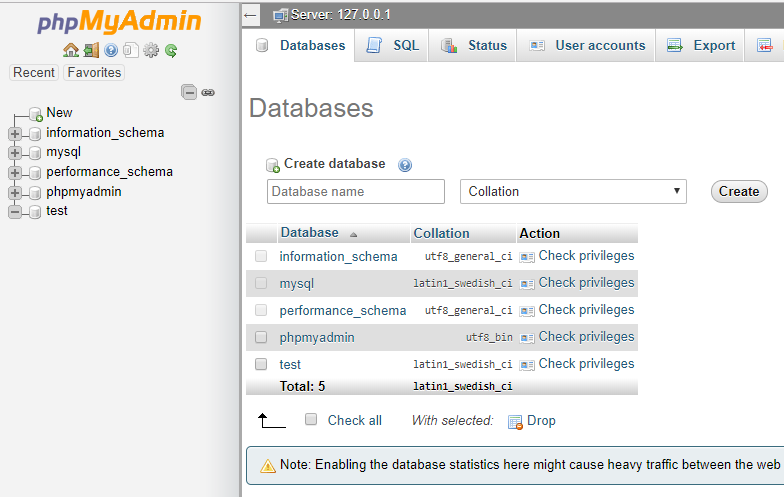 phpMyAdmin
Recent Favorites
New
information_schema
mysql
performance_schema
phpmyadmin
test
Server: 127.0.0.1
Databases SQL Status User accounts Export
Databases
Create database
Database name Collation Create
Database Collation Action
information_schema utf8_general_ci Check privileges
mysql latin1_swedish_ci Check privileges
performance_schema utf8_general_ci Check privileges
phpmyadmin utf8_bin Check privileges
test latin1_swedish_ci Check privileges
Total: 5 latin1_swedish_ci
Check all With selected: Drop
Note: Enabling the database statistics here might cause heavy traffic between the web